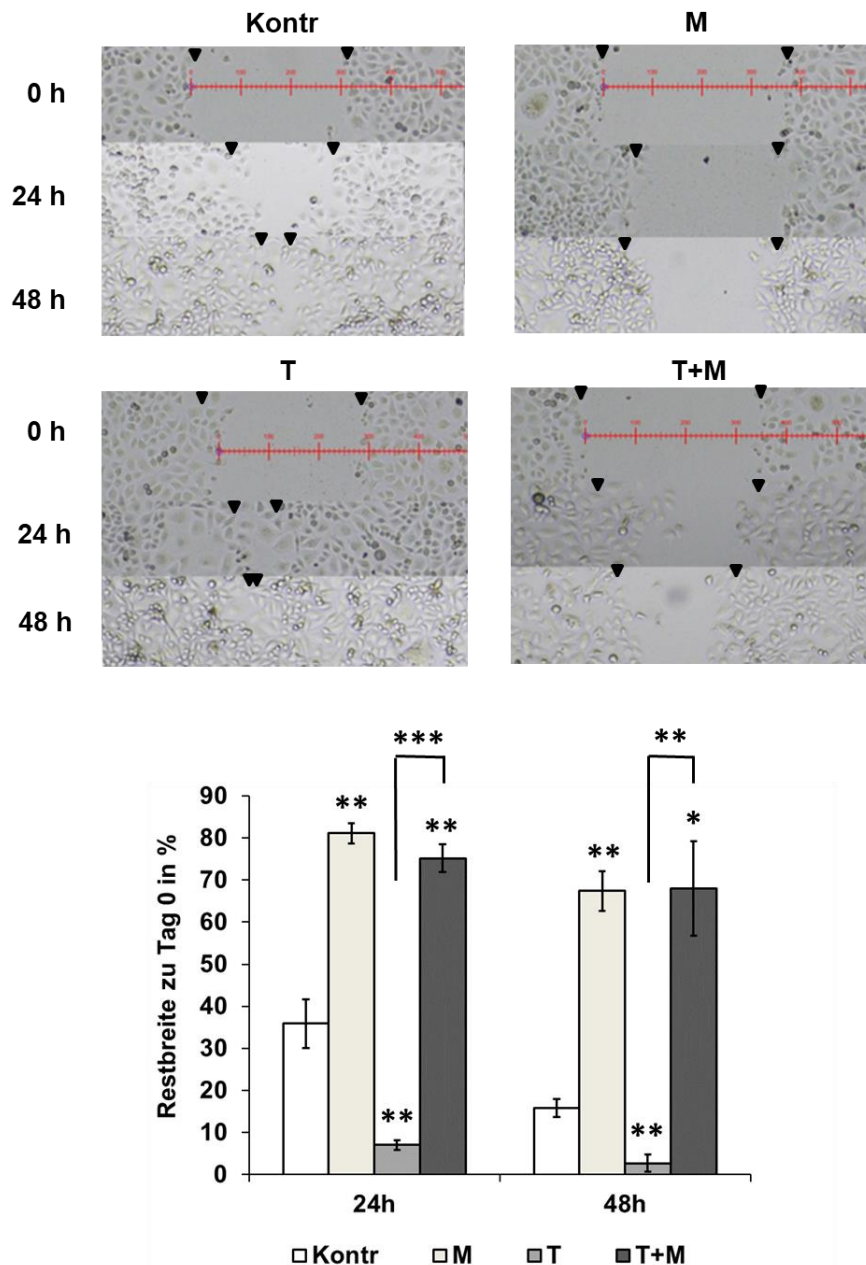 Kontr
M
0 h
24 h
48 h
T
T+M
0 h
24 h
48 h
***
**
90
80
70
60
50
40
30
20
10
0
Restbreite zu Tag 0 in %
**
**
**
**
*
**
24h
48h
Kontr
M
T
T+M